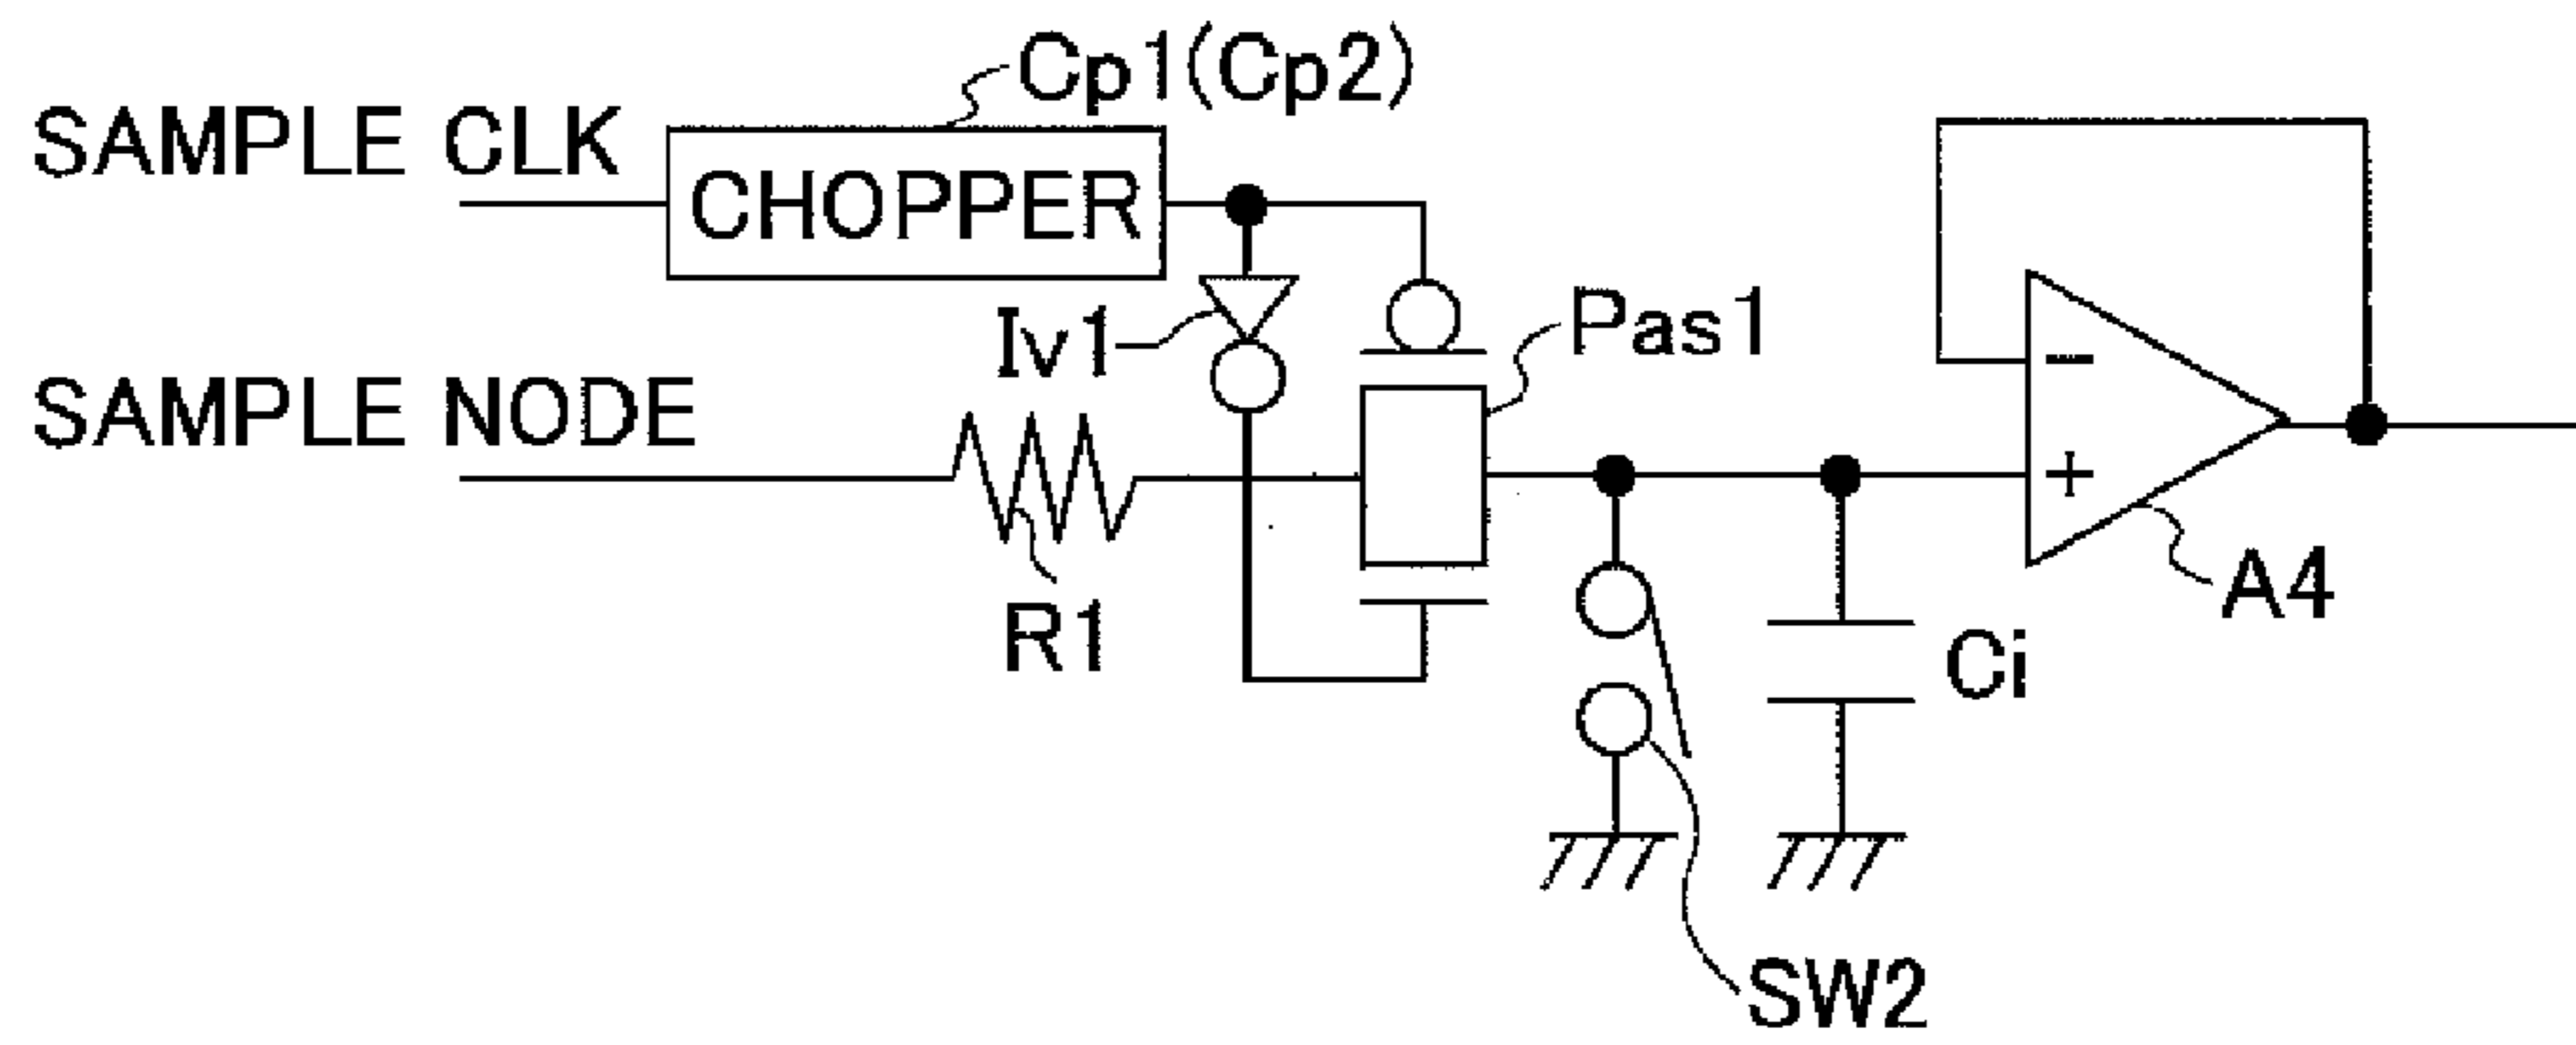 Cp1(Cp2)
SAMPLE CLK
CHOPPER
Iv1
Pas1
SAMPLE NODE
R1
−
+
A4
Ci
SW2